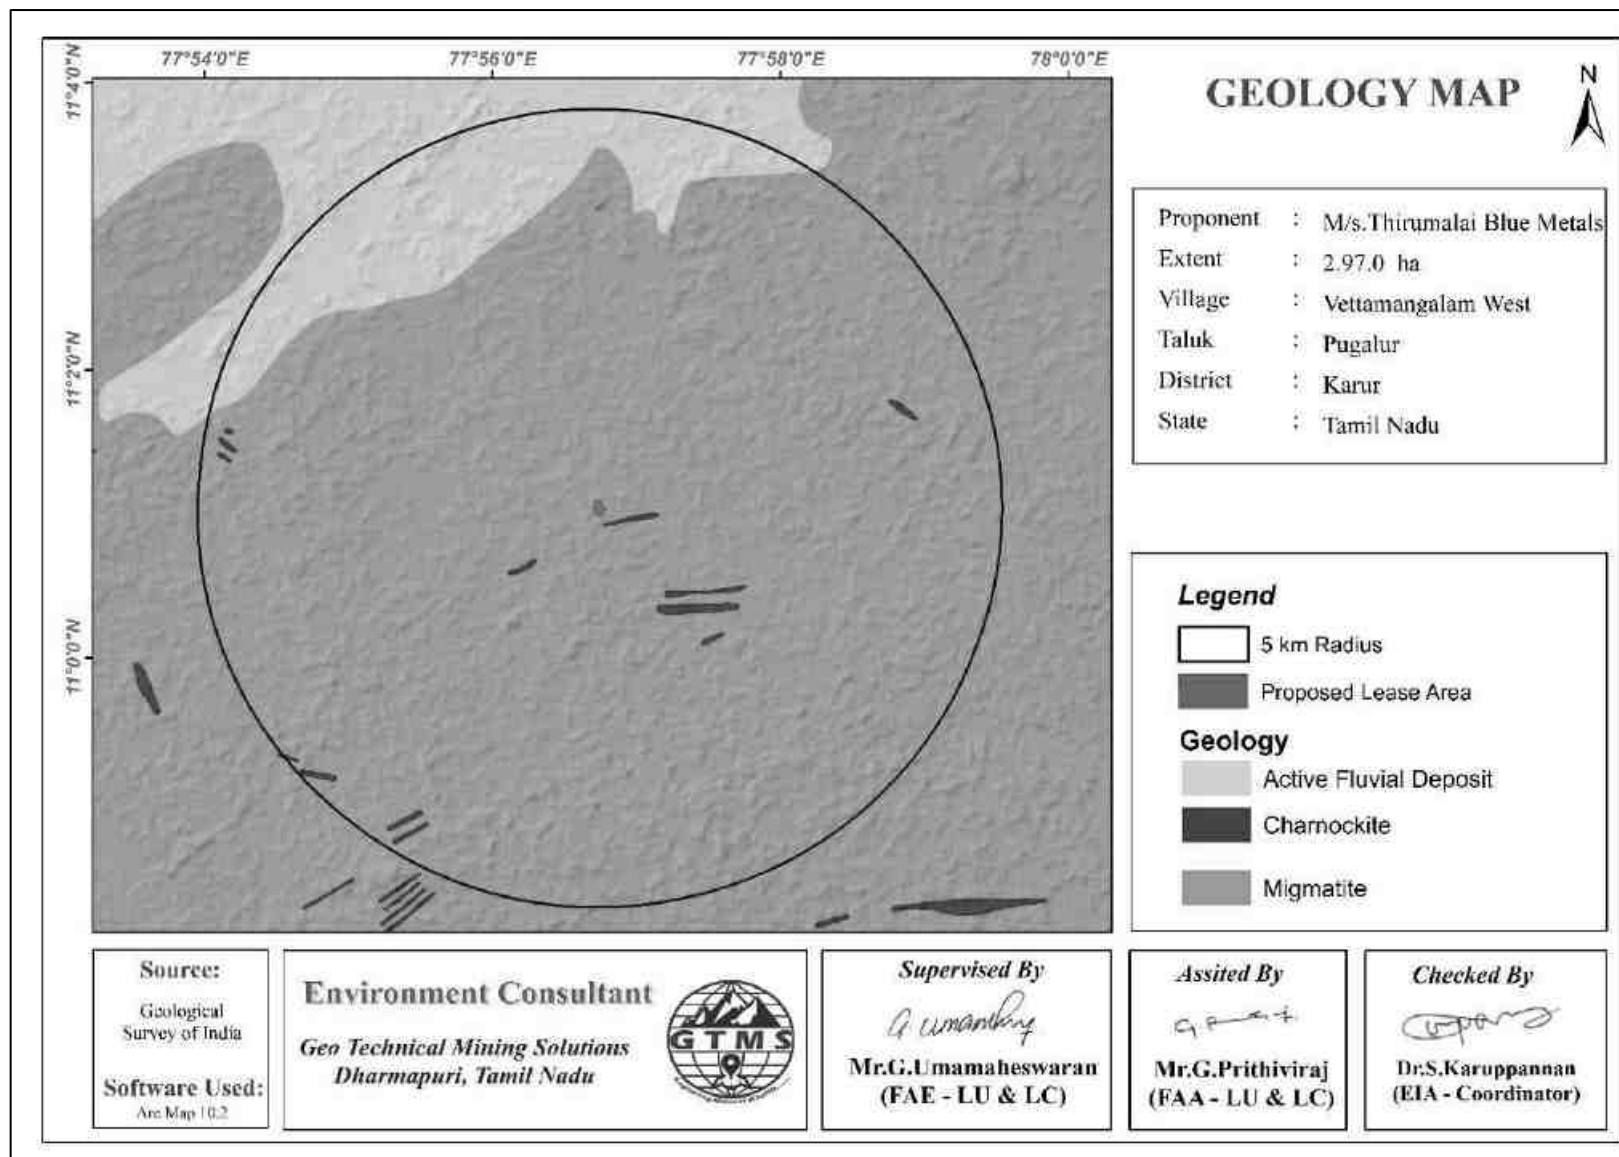 77°54'0"E
77°56'0"E
77°58'0"E
78°0'0"E
11°4'0"N
11°2'0"N
11°0'0"N
GEOLOGY MAP
N
Proponent : M/s.Thirumalai Blue Metals
Extent : 2.97.0 ha
Village : Vettamangalam West
Taluk : Pugalur
District : Karur
State : Tamil Nadu
Legend
5 km Radius
Proposed Lease Area
Geology
Active Fluvial Deposit
Charnockite
Migmatite
Source:
Geological
Survey of India
Software Used:
Arc Map 10.2
Environment Consultant
Geo Technical Mining Solutions
Dharmapuri, Tamil Nadu
GTMS
Supervised By
Mr.G.Umamaheswaran
(FAE - LU & LC)
Assited By
Mr.G.Prithiviraj
(FAA - LU & LC)
Checked By
Dr.S.Karuppannan
(EIA - Coordinator)